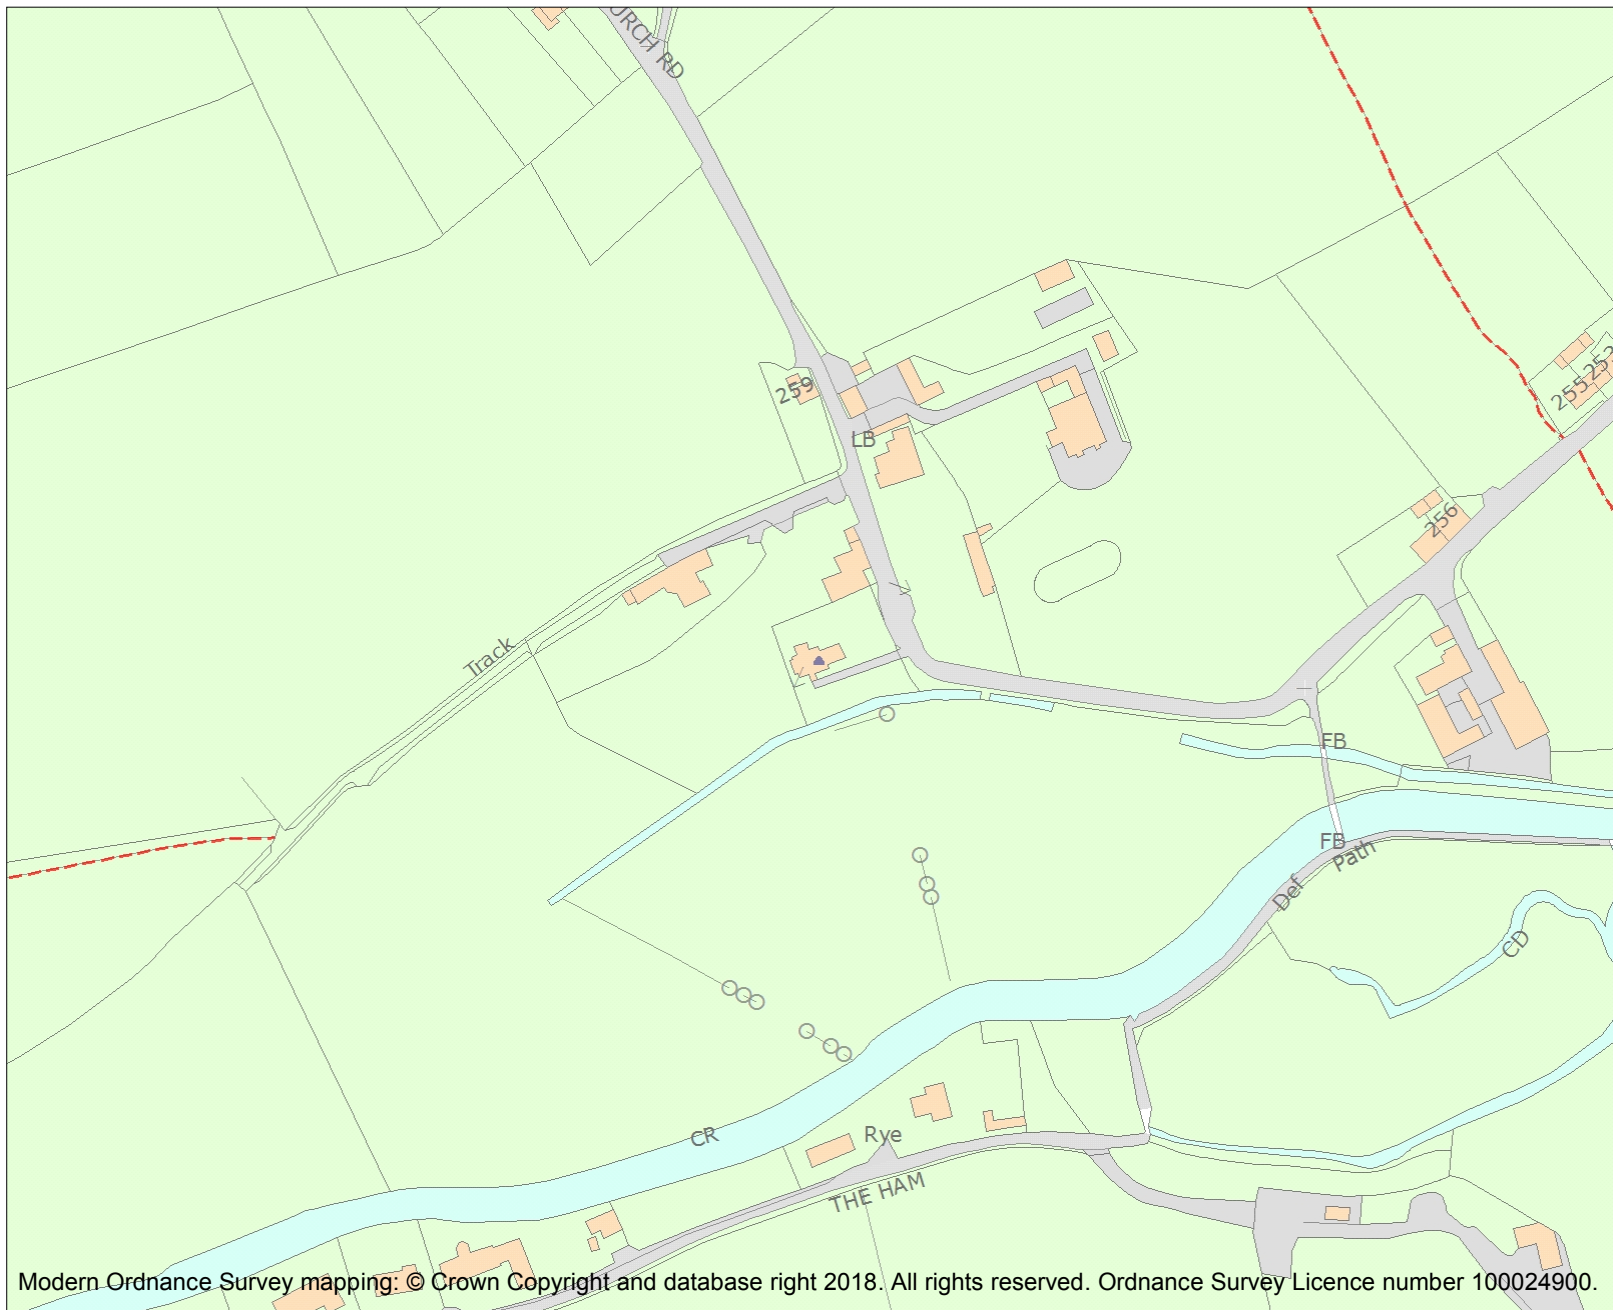 URCH RD
259
LB
252
255
256
Track
FB
FB
Def
Path
CD
CR
Rye
THE HAM
Modern Ordnance Survey mapping: © Crown Copyright and database right 2018. All rights reserved. Ordnance Survey Licence number 100024900.